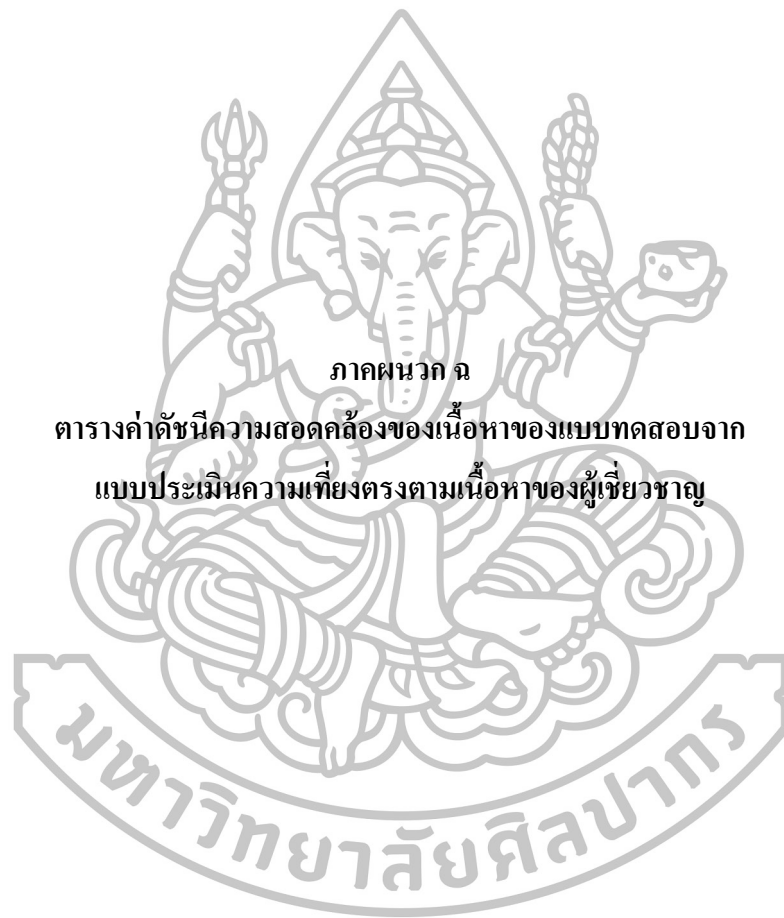 ภาคผนวก ฉ
ตารางค่าดัชนีความสอดคล้องของเนื้อหาของแบบทดสอบจาก
แบบประเมินความเที่ยงตรงตามเนื้อหาของผู้เชี่ยวชาญ
มหาวิทยาลัยศิลปากร